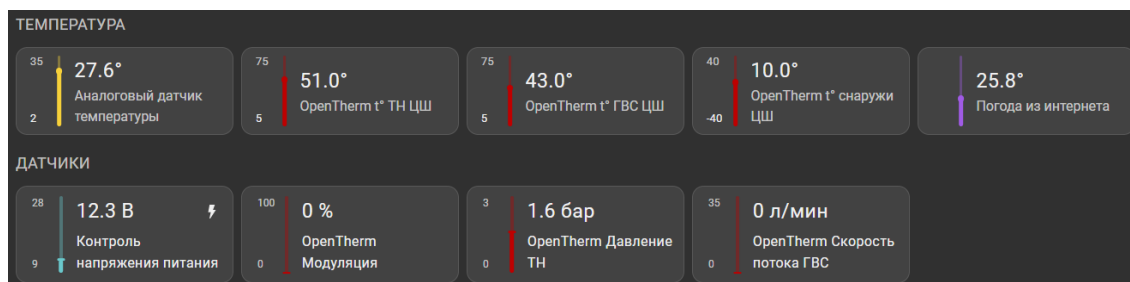 ТЕМПЕРАТУРА
35
27.6°
Аналоговый датчик
температуры
2
75
51.0°
OpenTherm t° ТН ЦШ
5
75
43.0°
OpenTherm t° ГВС ЦШ
5
40
10.0°
OpenTherm t° снаружи
ЦШ
-40
25.8°
Погода из интернета
ДАТЧИКИ
28
12.3 В
Контроль
напряжения питания
9
100
0 %
OpenTherm
Модуляция
0
3
1.6 бар
OpenTherm Давление
ТН
0
35
0 л/мин
OpenTherm Скорость
потока ГВС
0